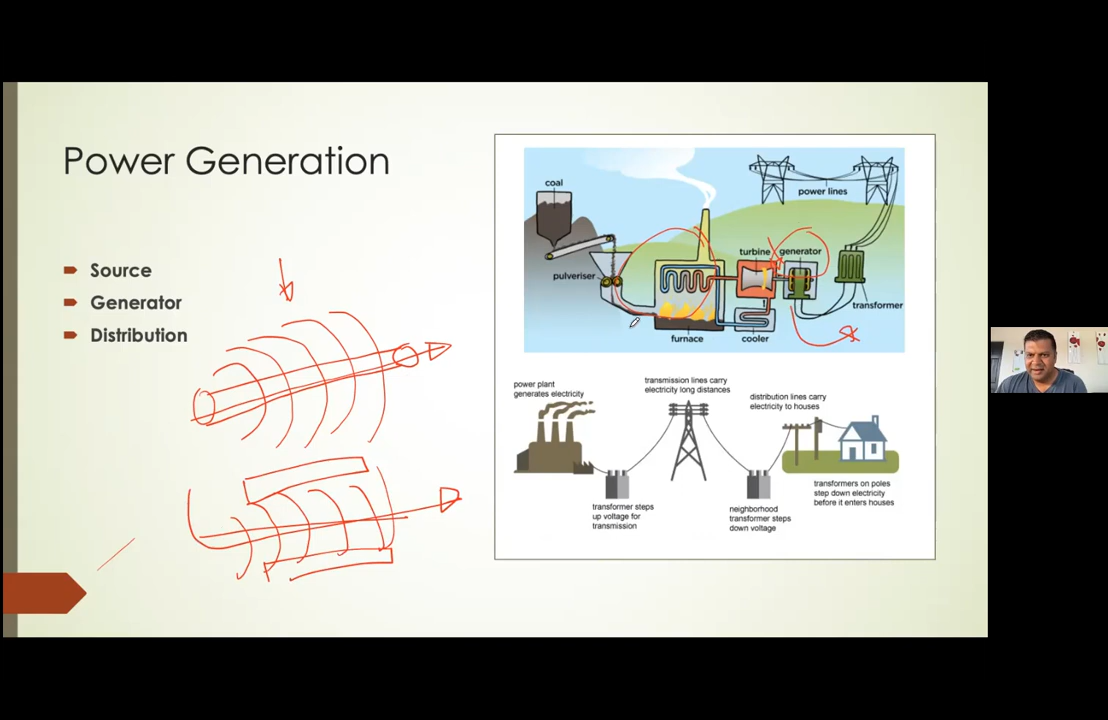 Power Generation
Source
Generator
Distribution
coal
power lines
turbine
generator
pulveriser
transformer
furnace
cooler
power plant
generates electricity
transmission lines carry
electricity long distances
distribution lines carry
electricity to houses
transformer steps
up voltage for
transmission
neighborhood
transformer steps
down voltage
transformers on poles
step down electricity
before it enters houses